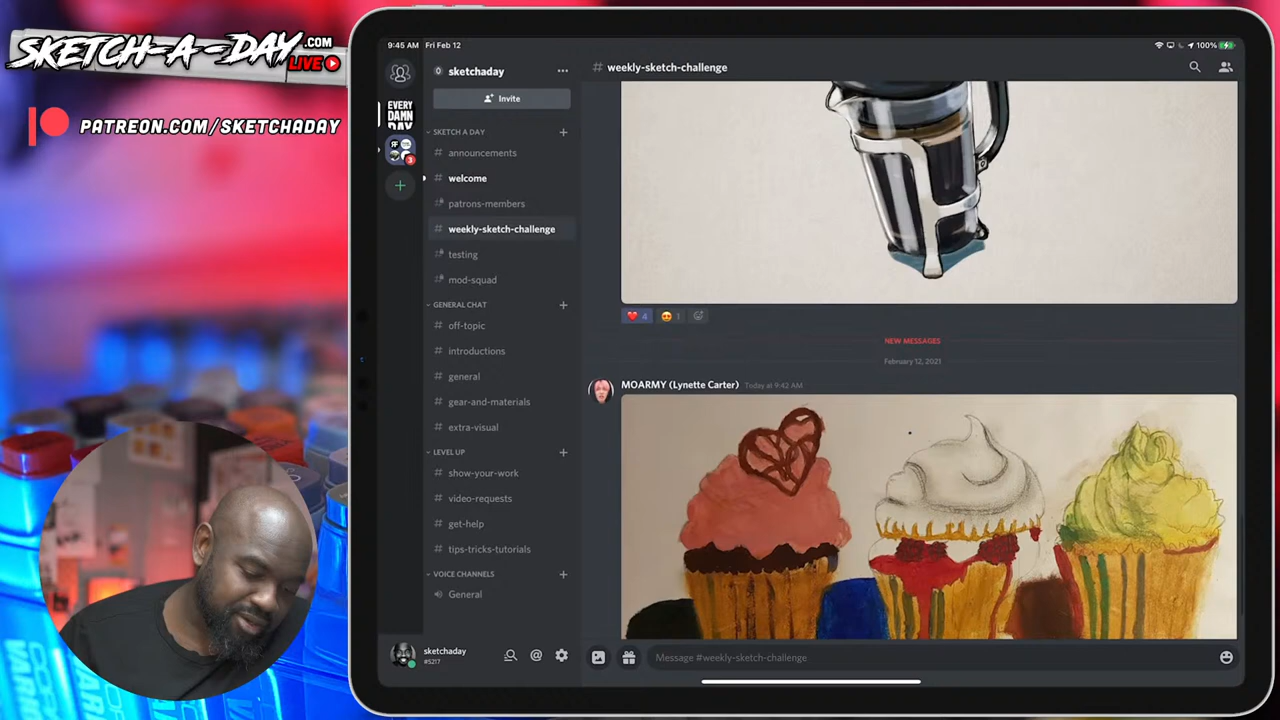 SKETCH-A-DAY.COM
LIVE
PATREON.COM/SKETCHADAY
9:45 AM Fri Feb 12
100%
sketchaday
Invite
EVERY
DAMN
DAY
3
SKETCH A DAY
announcements
welcome
patrons-members
weekly-sketch-challenge
testing
mod-squad
GENERAL CHAT
off-topic
introductions
general
gear-and-materials
extra-visual
LEVEL UP
show-your-work
video-requests
get-help
tips-tricks-tutorials
VOICE CHANNELS
General
sketchaday
#5217
# weekly-sketch-challenge
4
1
NEW MESSAGES
February 12, 2021
MOARMY (Lynette Carter) Today at 9:42 AM
Message #weekly-sketch-challenge